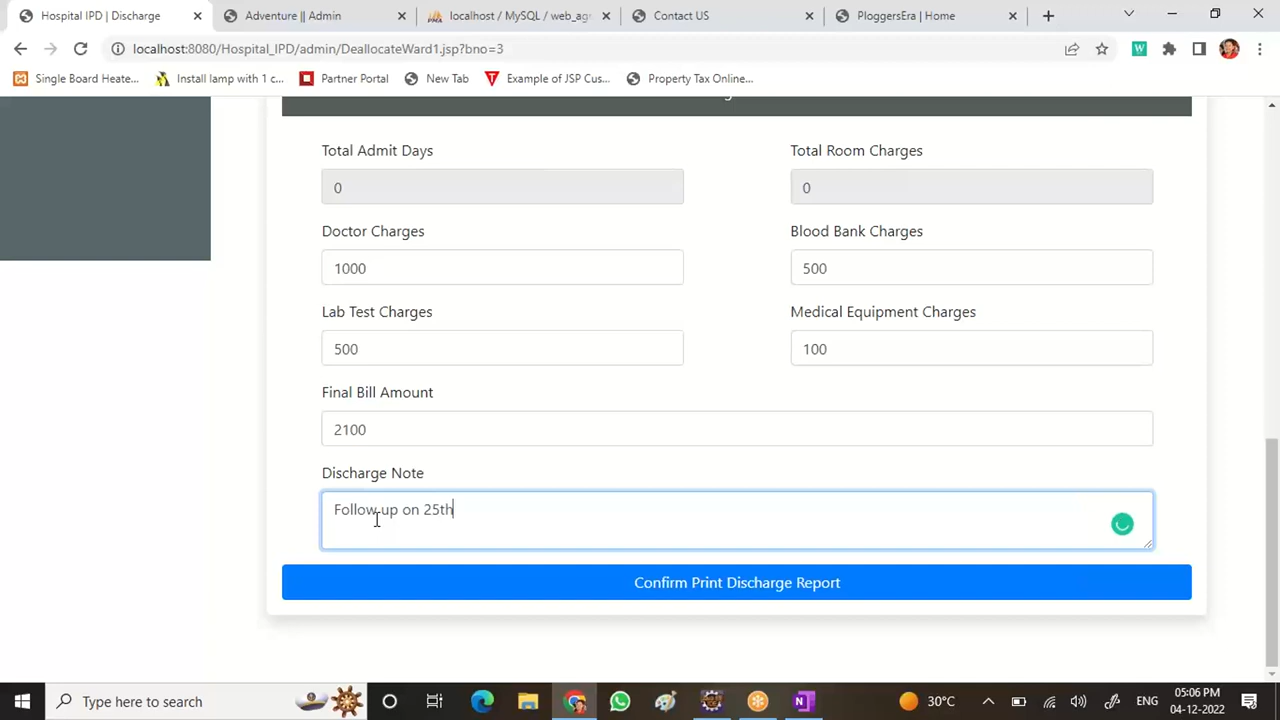 Hospital IPD | Discharge
Adventure || Admin
localhost / MySQL / web_age
Contact US
PloggersEra | Home
localhost:8080/Hospital_IPD/admin/DeallocateWard1.jsp?bno=3
Single Board Heate...
Install lamp with 1 c...
Partner Portal
New Tab
Example of JSP Cus...
Property Tax Online...
Total Admit Days
Total Room Charges
0
0
Doctor Charges
Blood Bank Charges
1000
500
Lab Test Charges
Medical Equipment Charges
500
100
Final Bill Amount
2100
Discharge Note
Follow up on 25th
Confirm Print Discharge Report
Type here to search
30°C
ENG
05:06 PM
04-12-2022